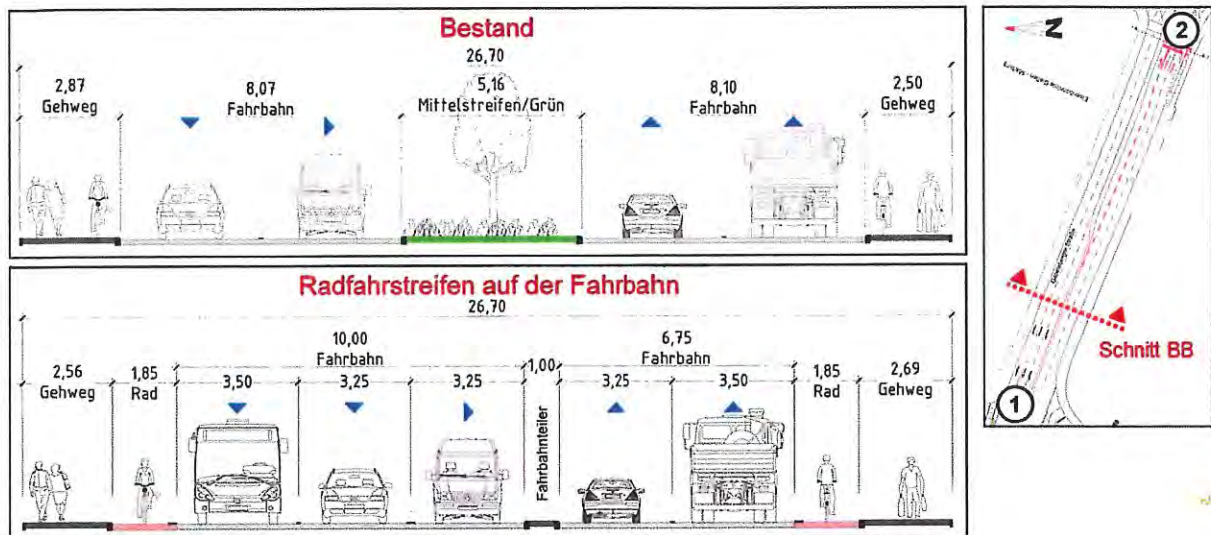 Bestand
26,70
2,87
Gehweg
8,07
Fahrbahn
5,16
Mittelstreifen/Grün
8,10
Fahrbahn
2,50
Gehweg
Radfahrstreifen auf der Fahrbahn
26,70
2,56
Gehweg
1,85
Rad
10,00
Fahrbahn
3,50
3,25
3,25
1,00
Fahrbahnteiler
6,75
Fahrbahn
3,25
3,50
1,85
Rad
2,69
Gehweg
N
2
Schnitt BB
1